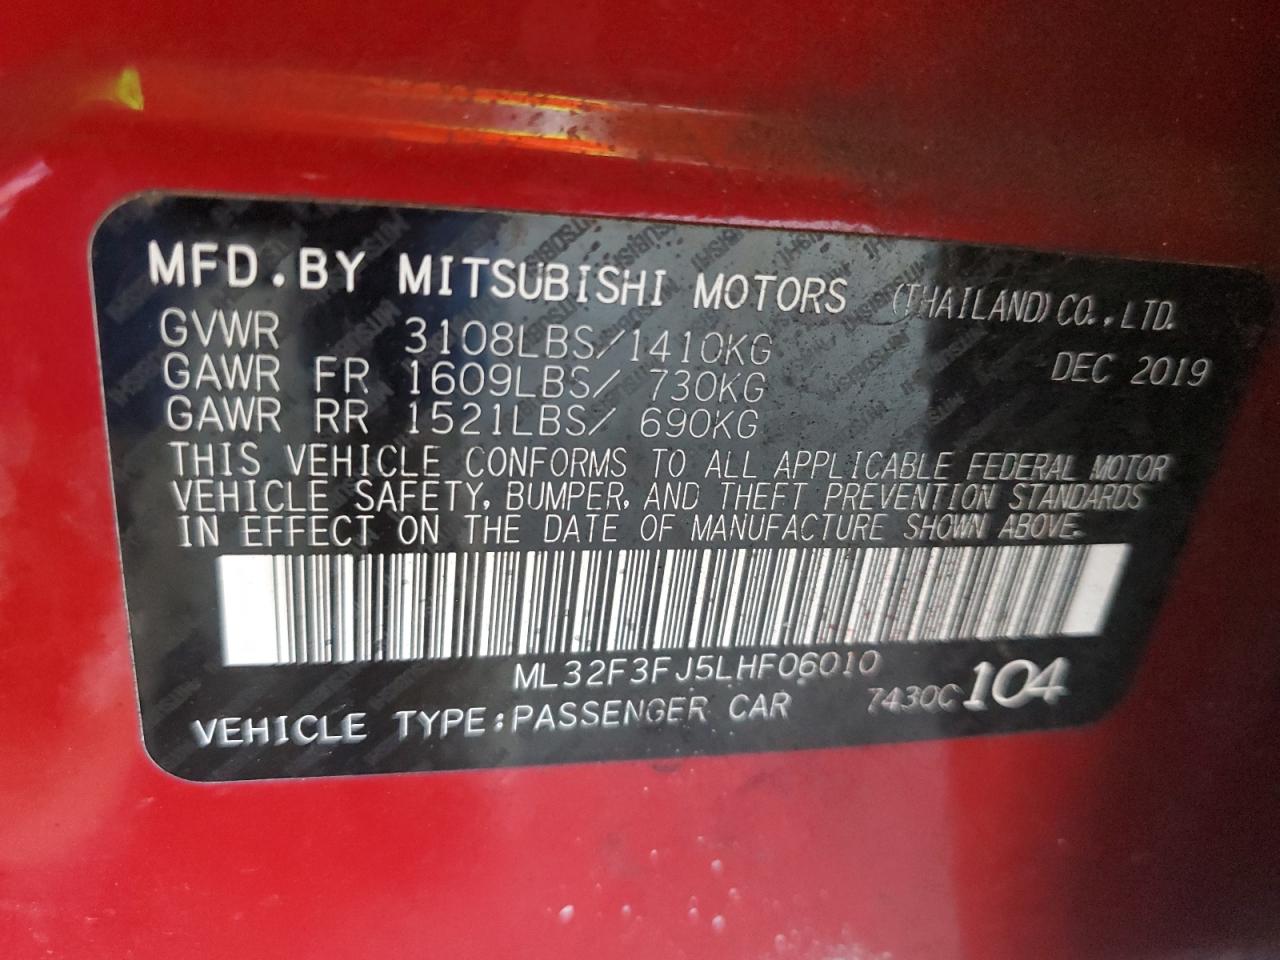 MFD.BY MITSUBISHI MOTORS (THAILAND) CO.,LTD.
GVWR 3108LBS/1410KG
DEC 2019
GAWR FR 1609LBS/ 730KG
GAWR RR 1521LBS/ 690KG
THIS VEHICLE CONFORMS TO ALL APPLICABLE FEDERAL MOTOR
VEHICLE SAFETY, BUMPER, AND THEFT PREVENTION STANDARDS
IN EFFECT ON THE DATE OF MANUFACTURE SHOWN ABOVE.
ML32F3FJ5LHF06010
VEHICLE TYPE:PASSENGER CAR 7430C104